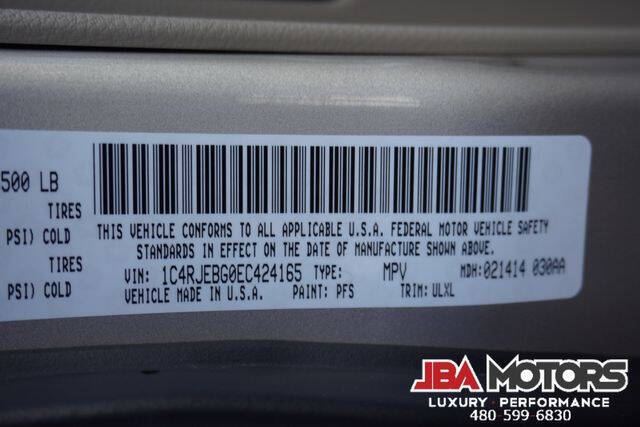 500 LB
TIRES
PSI) COLD
TIRES
PSI) COLD
THIS VEHICLE CONFORMS TO ALL APPLICABLE U.S.A. FEDERAL MOTOR VEHICLE SAFETY
STANDARDS IN EFFECT ON THE DATE OF MANUFACTURE SHOWN ABOVE.
VIN: 1C4RJEBG0EC424165 TYPE: MPV MDH: 021414 030AA
VEHICLE MADE IN U.S.A. PAINT: PFS TRIM: ULXL
JBA MOTORS
LUXURY · PERFORMANCE
480 599-6830